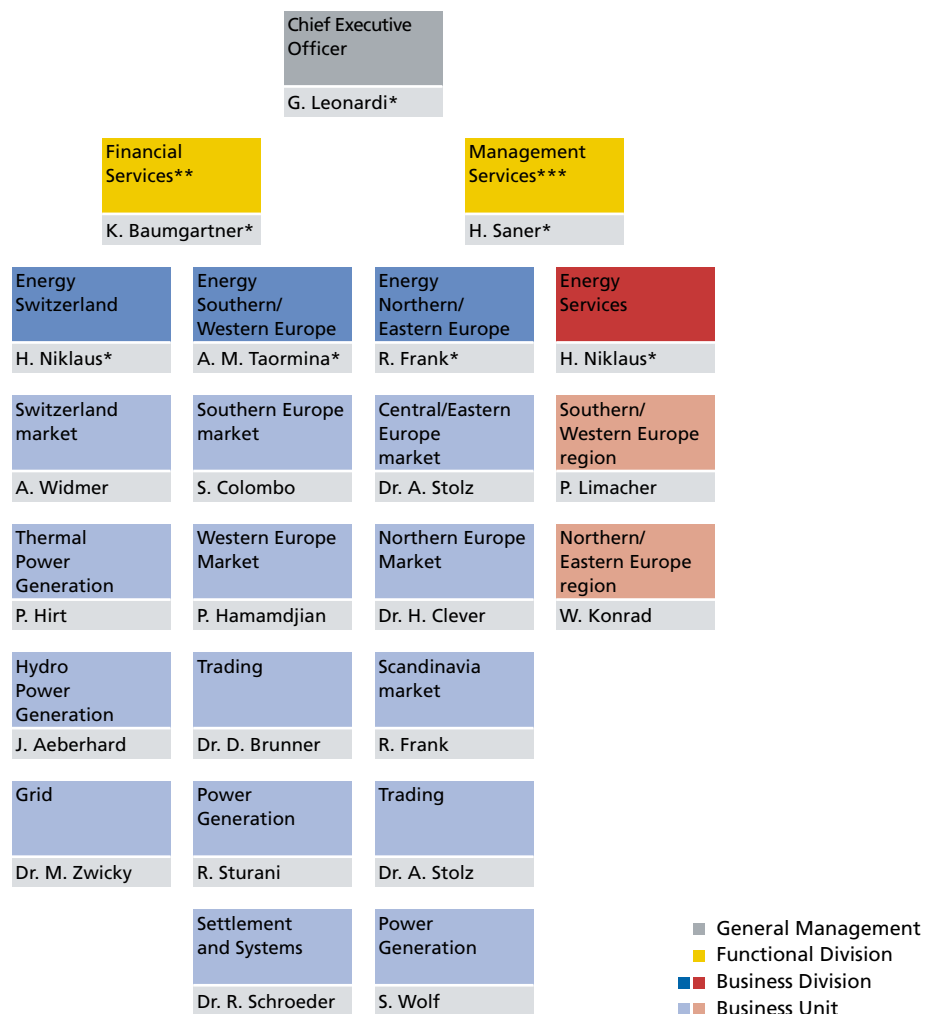 Chief Executive
Officer
G. Leonardi*
Financial
Services**
K. Baumgartner*
Management
Services***
H. Saner*
Energy
Switzerland
H. Niklaus*
Energy
Southern/
Western Europe
A. M. Taormina*
Energy
Northern/
Eastern Europe
R. Frank*
Energy
Services
H. Niklaus*
Switzerland
market
A. Widmer
Southern Europe
market
S. Colombo
Central/Eastern
Europe
market
Dr. A. Stolz
Southern/
Western Europe
region
P. Limacher
Thermal
Power
Generation
P. Hirt
Western Europe
Market
P. Hamamdjian
Northern Europe
Market
Dr. H. Clever
Northern/
Eastern Europe
region
W. Konrad
Hydro
Power
Generation
J. Aeberhard
Trading
Dr. D. Brunner
Scandinavia
market
R. Frank
Grid
Dr. M. Zwicky
Power
Generation
R. Sturani
Trading
Dr. A. Stolz
Settlement
and Systems
Dr. R. Schroeder
Power
Generation
S. Wolf
General Management
Functional Division
Business Division
Business Unit